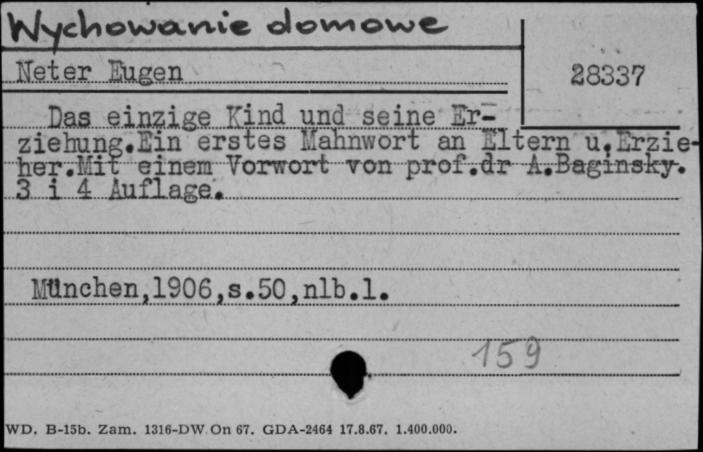 Wychowanie domowe
Neter Eugen
28337
Das einzige Kind und seine Er-
ziehung.Ein erstes Mahnwort an Eltern u.Erzie-
her.Mit einem Vorwort von prof.dr A.Baginsky.
3 i 4 Auflage.
München,1906,s.50,nlb.1.
159
WD. B-15b. Zam. 1316-DW.On 67. GDA-2464 17.8.67. 1.400.000.